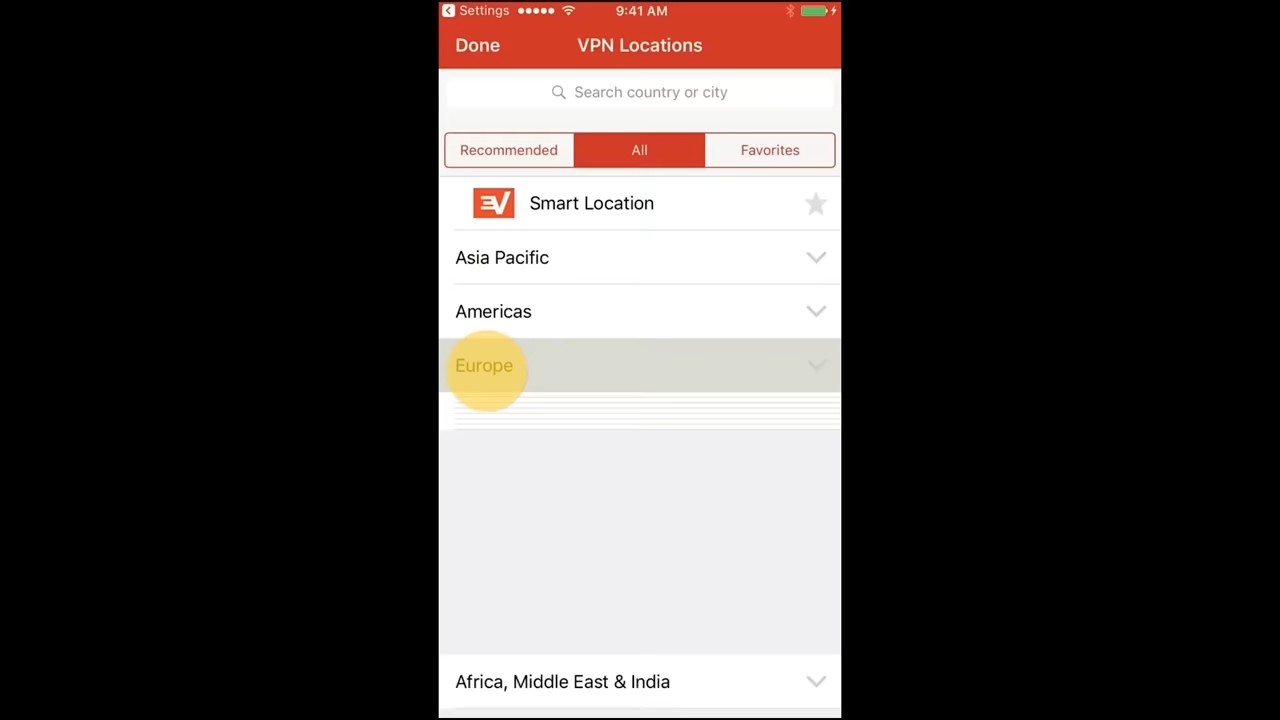 Settings 9:41 AM
Done VPN Locations
Search country or city
Recommended All Favorites
Smart Location
Asia Pacific
Americas
Europe
Africa, Middle East & India